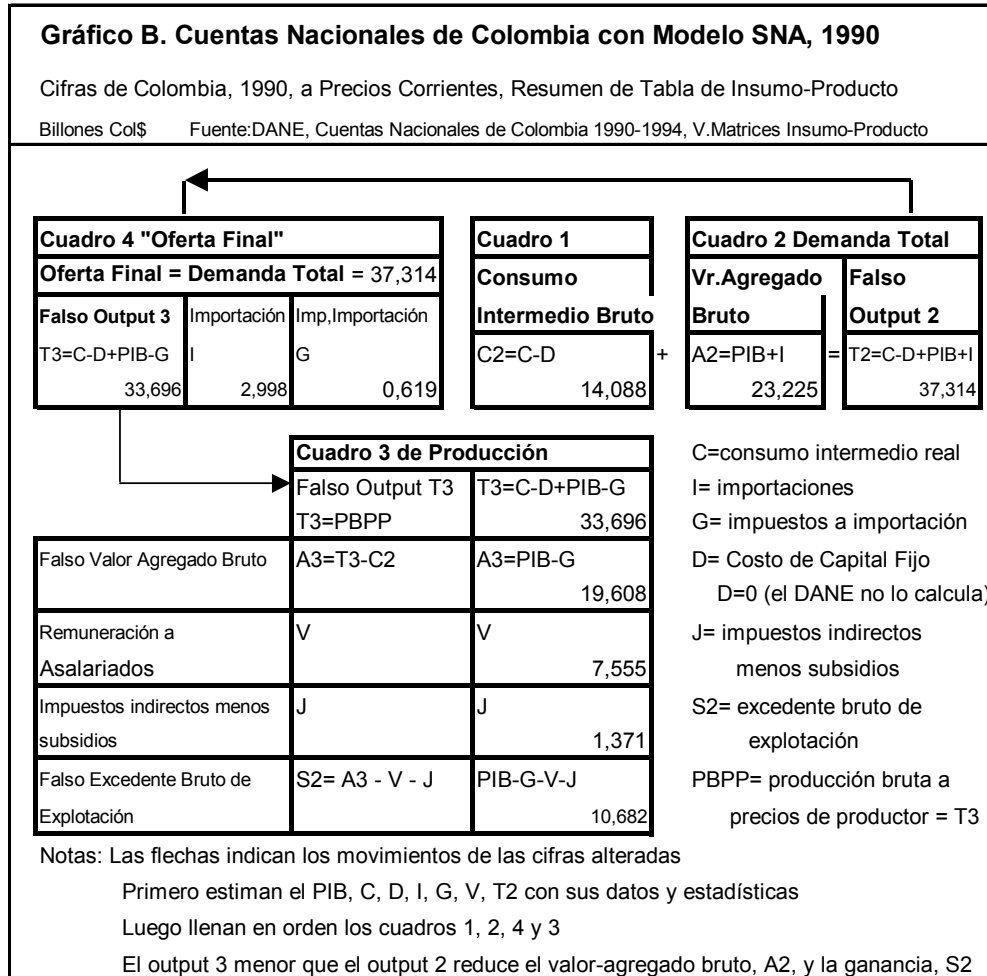 Gráfico B. Cuentas Nacionales de Colombia con Modelo SNA, 1990
Cifras de Colombia, 1990, a Precios Corrientes, Resumen de Tabla de Insumo-Producto
Billones Col$ Fuente:DANE, Cuentas Nacionales de Colombia 1990-1994, V.Matrices Insumo-Producto
Cuadro 4 "Oferta Final"
Oferta Final = Demanda Total = 37,314
Falso Output 3 Importación Imp,Importación
T3=C-D+PIB-G I G
33,696 2,998 0,619
Cuadro 1
Consumo
Intermedio Bruto
C2=C-D
14,088
+
Cuadro 2 Demanda Total
Vr.Agregado Falso
Bruto Output 2
A2=PIB+I = T2=C-D+PIB+I
23,225 37,314
Cuadro 3 de Producción
Falso Output T3 T3=C-D+PIB-G
T3=PBPP 33,696
Falso Valor Agregado Bruto A3=T3-C2 A3=PIB-G
19,608
Remuneración a V V
Asalariados 7,555
Impuestos indirectos menos J J
subsidios 1,371
Falso Excedente Bruto de S2= A3 - V - J PIB-G-V-J
Explotación 10,682
C=consumo intermedio real
I= importaciones
G= impuestos a importación
D= Costo de Capital Fijo
D=0 (el DANE no lo calcula)
J= impuestos indirectos
menos subsidios
S2= excedente bruto de
explotación
PBPP= producción bruta a
precios de productor = T3
Notas: Las flechas indican los movimientos de las cifras alteradas
Primero estiman el PIB, C, D, I, G, V, T2 con sus datos y estadísticas
Luego llenan en orden los cuadros 1, 2, 4 y 3
El output 3 menor que el output 2 reduce el valor-agregado bruto, A2, y la ganancia, S2